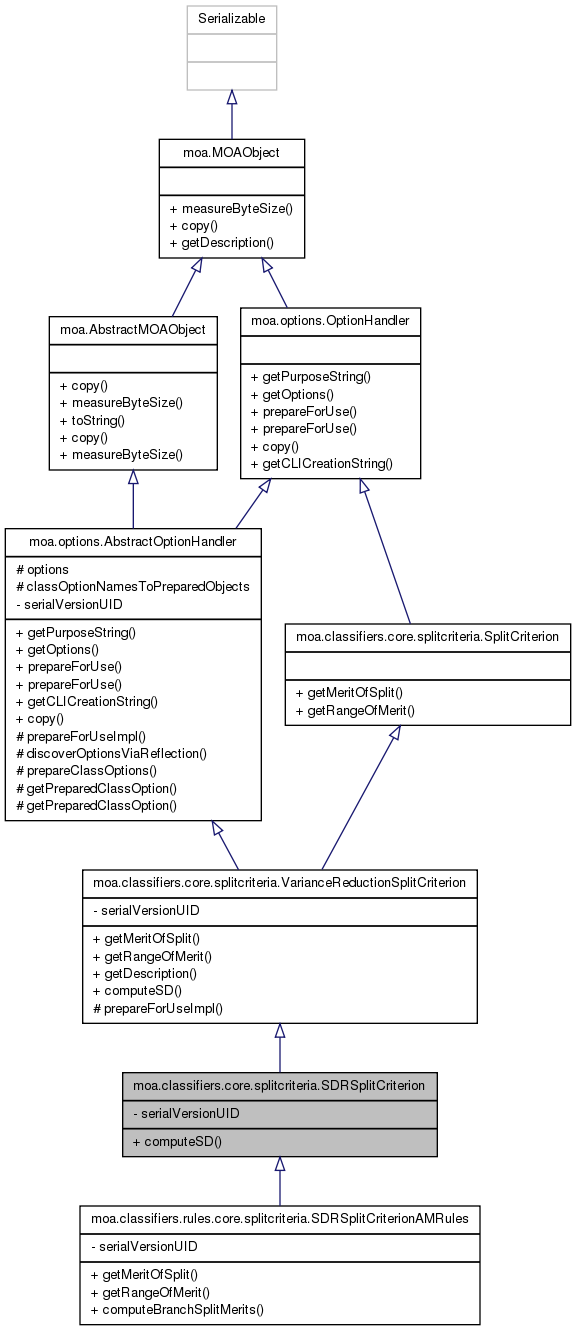 Serializable
moa.MOAObject
+ measureByteSize()
+ copy()
+ getDescription()
moa.AbstractMOAObject
+ copy()
+ measureByteSize()
+ toString()
+ copy()
+ measureByteSize()
moa.options.OptionHandler
+ getPurposeString()
+ getOptions()
+ prepareForUse()
+ prepareForUse()
+ copy()
+ getCLICreationString()
moa.options.AbstractOptionHandler
# options
# classOptionNamesToPreparedObjects
- serialVersionUID
+ getPurposeString()
+ getOptions()
+ prepareForUse()
+ prepareForUse()
+ getCLICreationString()
+ copy()
# prepareForUseImpl()
# discoverOptionsViaReflection()
# prepareClassOptions()
# getPreparedClassOption()
# getPreparedClassOption()
moa.classifiers.core.splitcriteria.SplitCriterion
+ getMeritOfSplit()
+ getRangeOfMerit()
moa.classifiers.core.splitcriteria.VarianceReductionSplitCriterion
- serialVersionUID
+ getMeritOfSplit()
+ getRangeOfMerit()
+ getDescription()
+ computeSD()
# prepareForUseImpl()
moa.classifiers.core.splitcriteria.SDRSplitCriterion
- serialVersionUID
+ computeSD()
moa.classifiers.rules.core.splitcriteria.SDRSplitCriterionAMRules
- serialVersionUID
+ getMeritOfSplit()
+ getRangeOfMerit()
+ computeBranchSplitMerits()